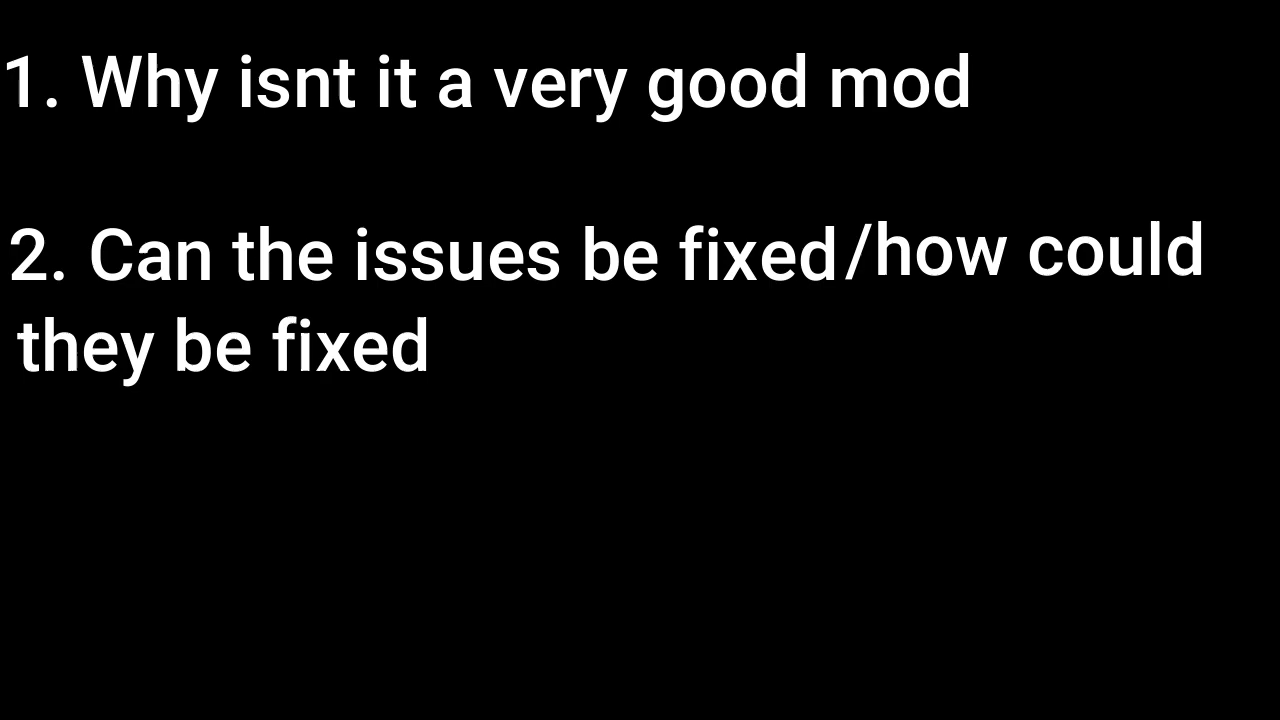 1. Why isnt it a very good mod
2. Can the issues be fixed/how could
they be fixed